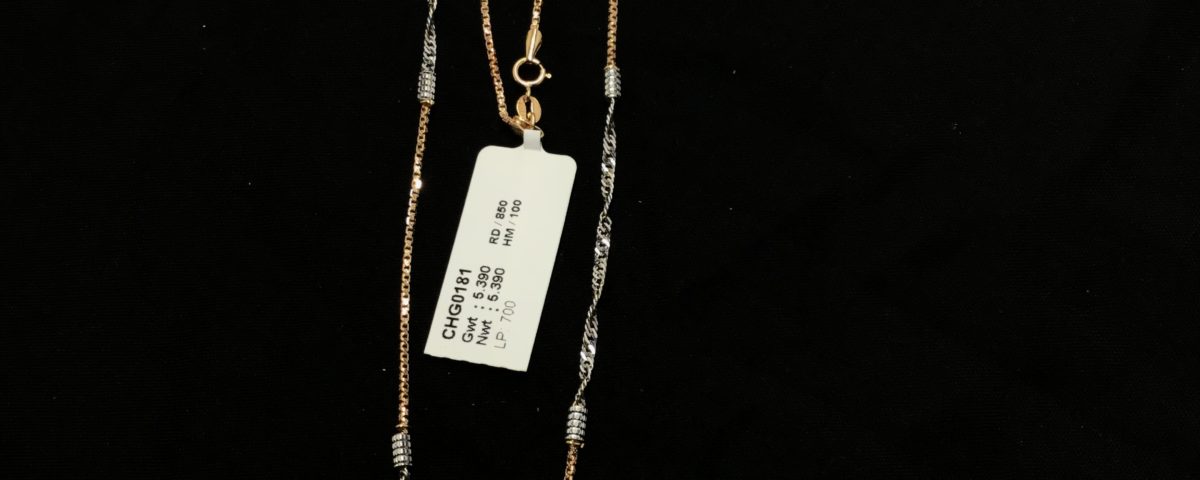 CHG0181
Gwt : 5.390
Nwt : 5.390
LP: 700
RD / 850
HM / 100